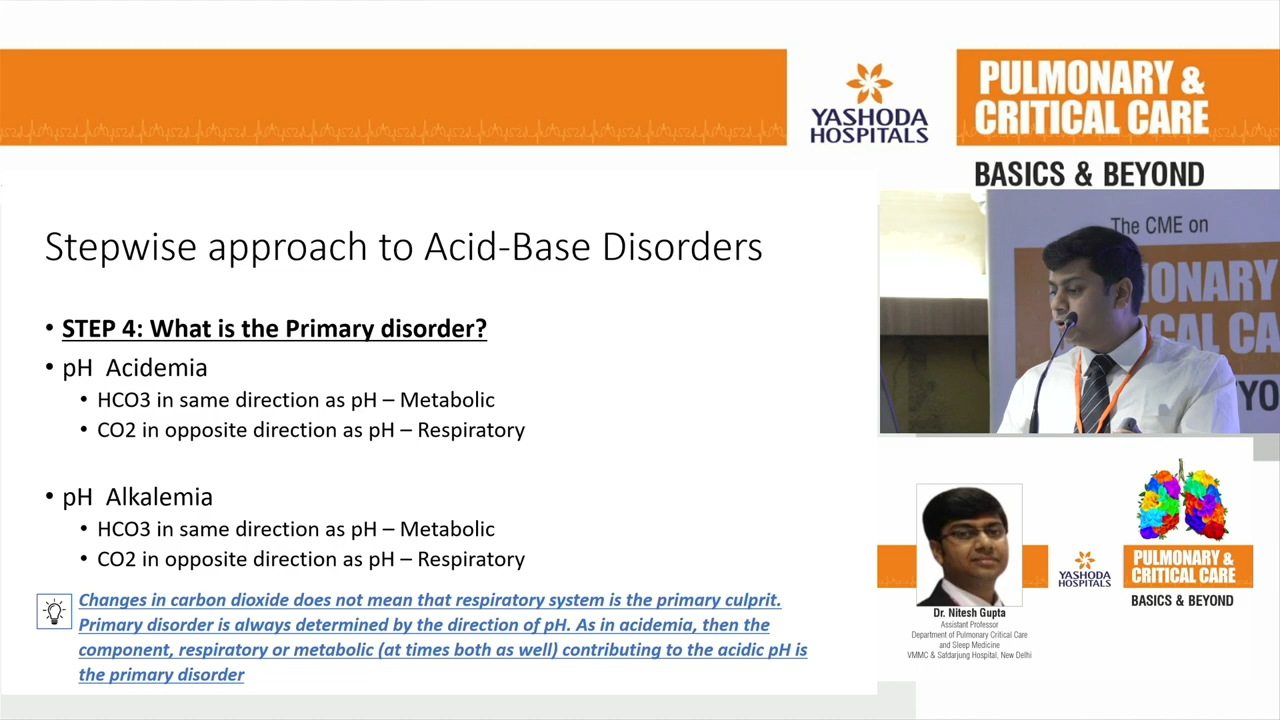 YASHODA
HOSPITALS
PULMONARY &
CRITICAL CARE
BASICS & BEYOND
Stepwise approach to Acid-Base Disorders
• STEP 4: What is the Primary disorder?
• pH Acidemia
• HCO3 in same direction as pH – Metabolic
• CO2 in opposite direction as pH – Respiratory
• pH Alkalemia
• HCO3 in same direction as pH – Metabolic
• CO2 in opposite direction as pH – Respiratory
Changes in carbon dioxide does not mean that respiratory system is the primary culprit.
Primary disorder is always determined by the direction of pH. As in acidemia, then the
component, respiratory or metabolic (at times both as well) contributing to the acidic pH is
the primary disorder
The CME on
Dr. Nitesh Gupta
Assistant Professor
Department of Pulmonary Critical Care
and Sleep Medicine
VMMC & Safdarjung Hospital, New Delhi
YASHODA
HOSPITALS
PULMONARY &
CRITICAL CARE
BASICS & BEYOND